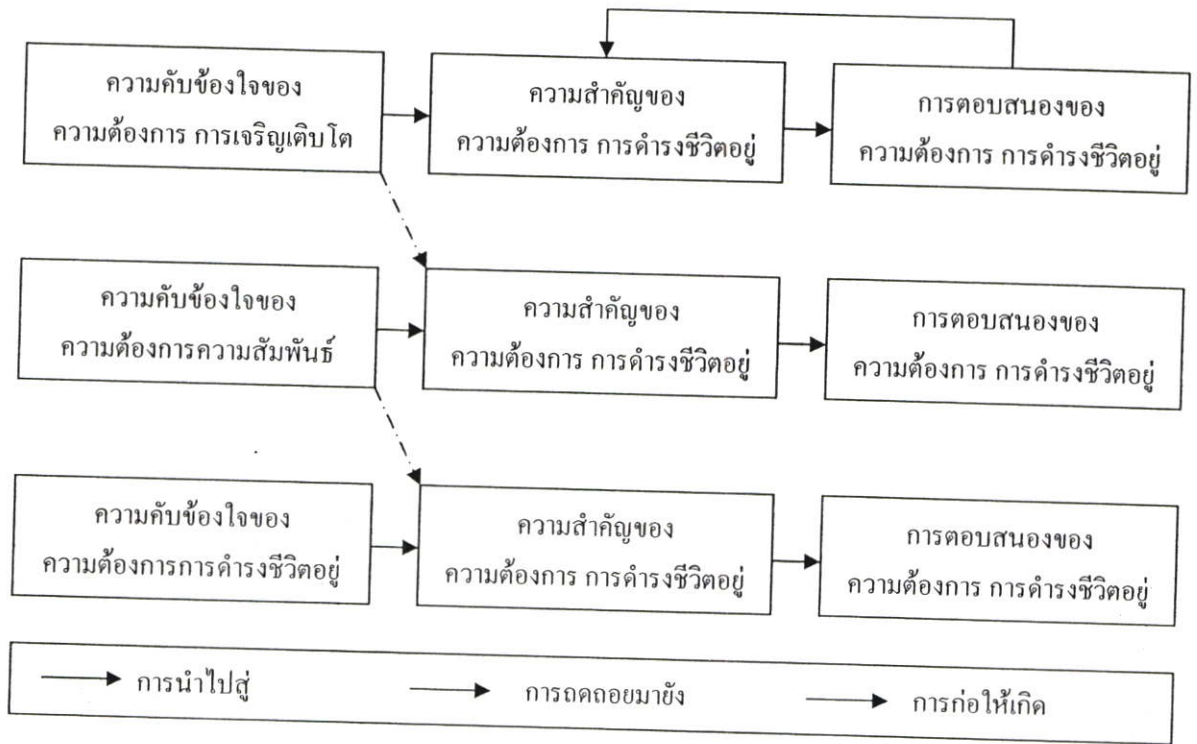 ความคับข้องใจของ
ความต้องการ การเจริญเติบโต
ความสำคัญของ
ความต้องการ การดำรงชีวิตอยู่
การตอบสนองของ
ความต้องการ การดำรงชีวิตอยู่
ความคับข้องใจของ
ความต้องการความสัมพันธ์
ความสำคัญของ
ความต้องการ การดำรงชีวิตอยู่
การตอบสนองของ
ความต้องการ การดำรงชีวิตอยู่
ความคับข้องใจของ
ความต้องการการดำรงชีวิตอยู่
ความสำคัญของ
ความต้องการ การดำรงชีวิตอยู่
การตอบสนองของ
ความต้องการ การดำรงชีวิตอยู่
การนำไปสู่
การถดถอยมายัง
การก่อให้เกิด